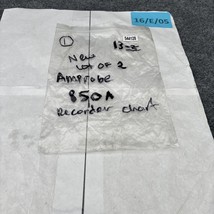 16/E/05
1
New
Lot of 2
Amprobe
850A
Recorder chart